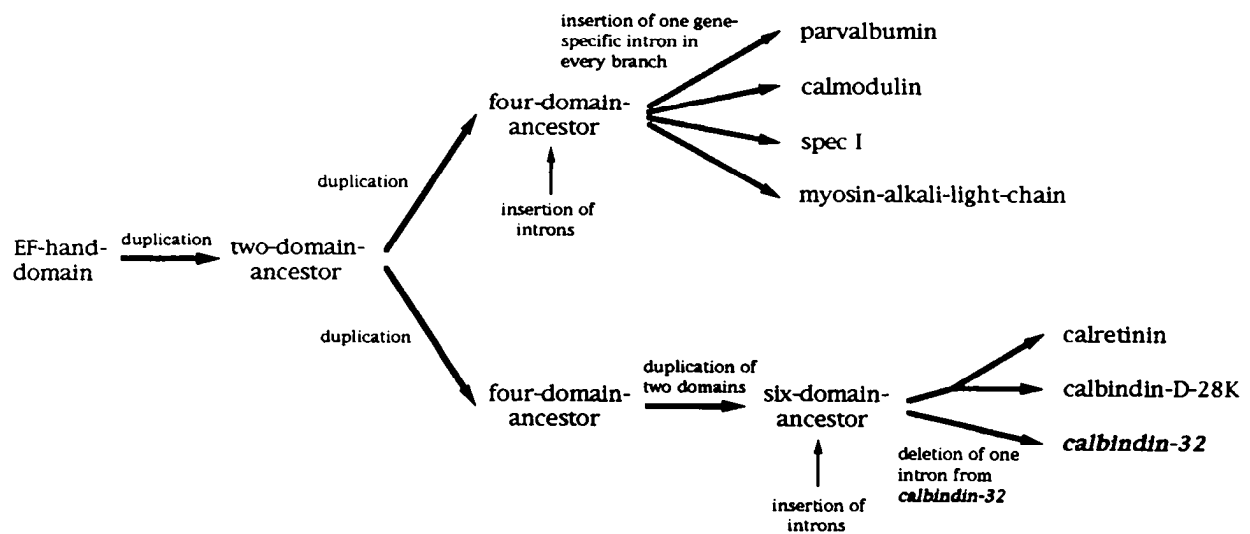 insertion of one gene-
specific intron in
every branch
parvalbumin
calmodulin
spec I
myosin-alkali-light-chain
four-domain-
ancestor
duplication
insertion of
introns
EF-hand-
domain
duplication
two-domain-
ancestor
duplication
four-domain-
ancestor
duplication of
two domains
six-domain-
ancestor
calretinin
calbindin-D-28K
calbindin-32
deletion of one
intron from
calbindin-32
insertion of
introns